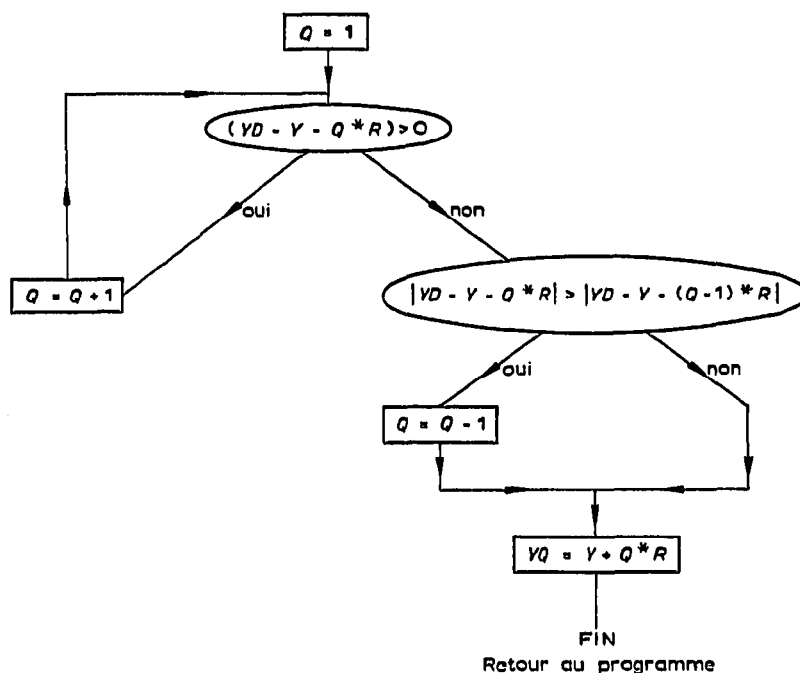 Q = 1
(YD - Y - Q * R) > 0
oui
non
Q = Q + 1
|YD - Y - Q * R| > |YD - Y - (Q - 1) * R|
oui
non
Q = Q - 1
YQ = Y + Q * R
FIN
Retour au programme